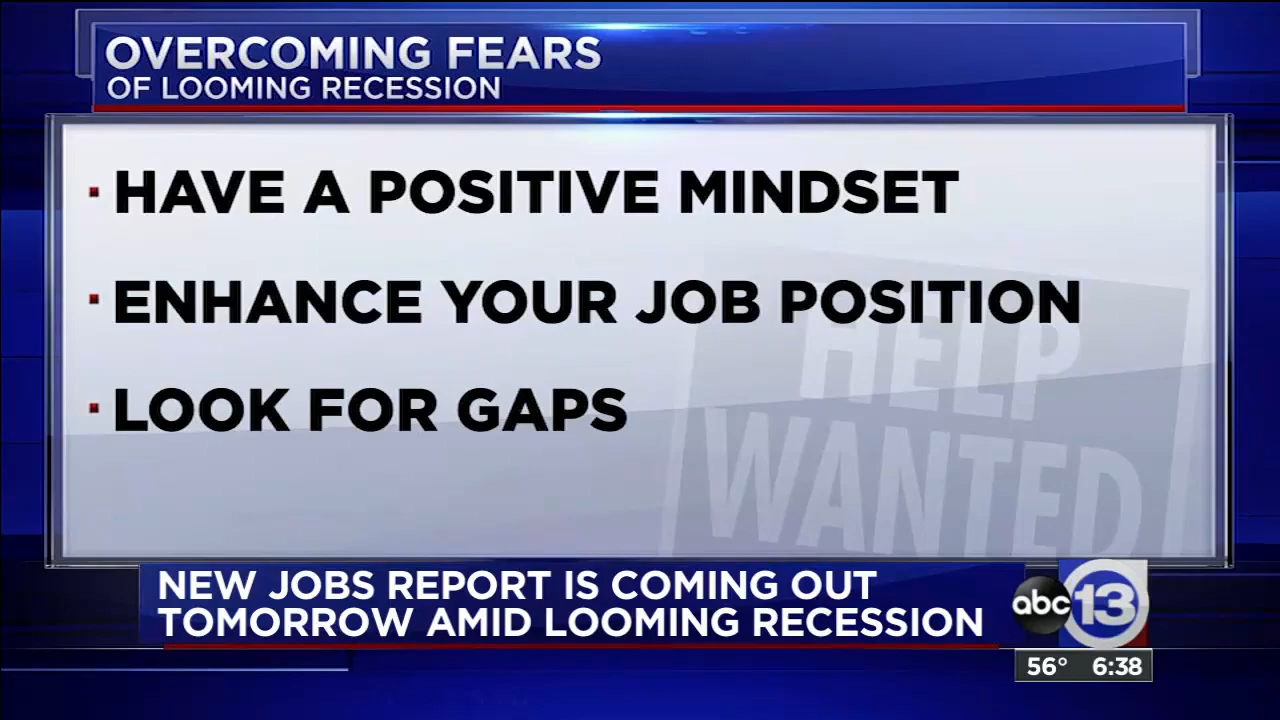 OVERCOMING FEARS
OF LOOMING RECESSION
HAVE A POSITIVE MINDSET
ENHANCE YOUR JOB POSITION
LOOK FOR GAPS
HELP
WANTED
NEW JOBS REPORT IS COMING OUT
TOMORROW AMID LOOMING RECESSION
abc 13
56° 6:38